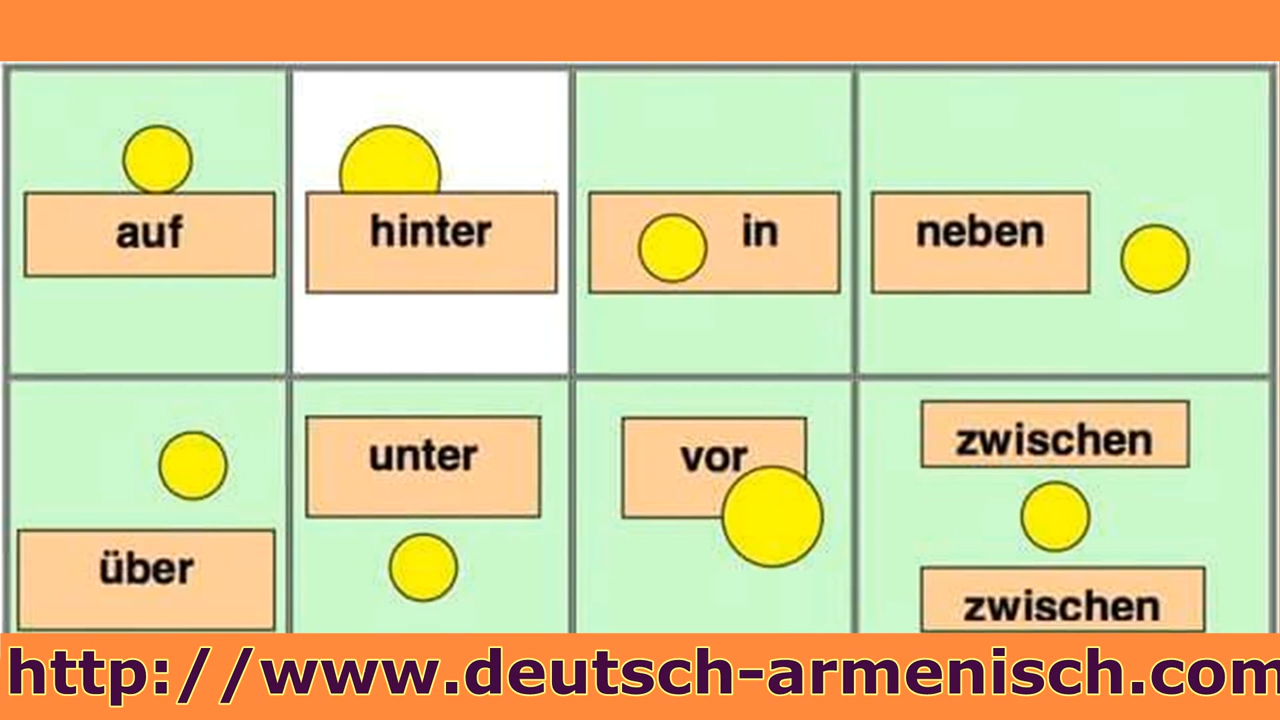 auf
hinter
in
neben
über
unter
vor
zwischen
zwischen
http://www.deutsch-armenisch.com